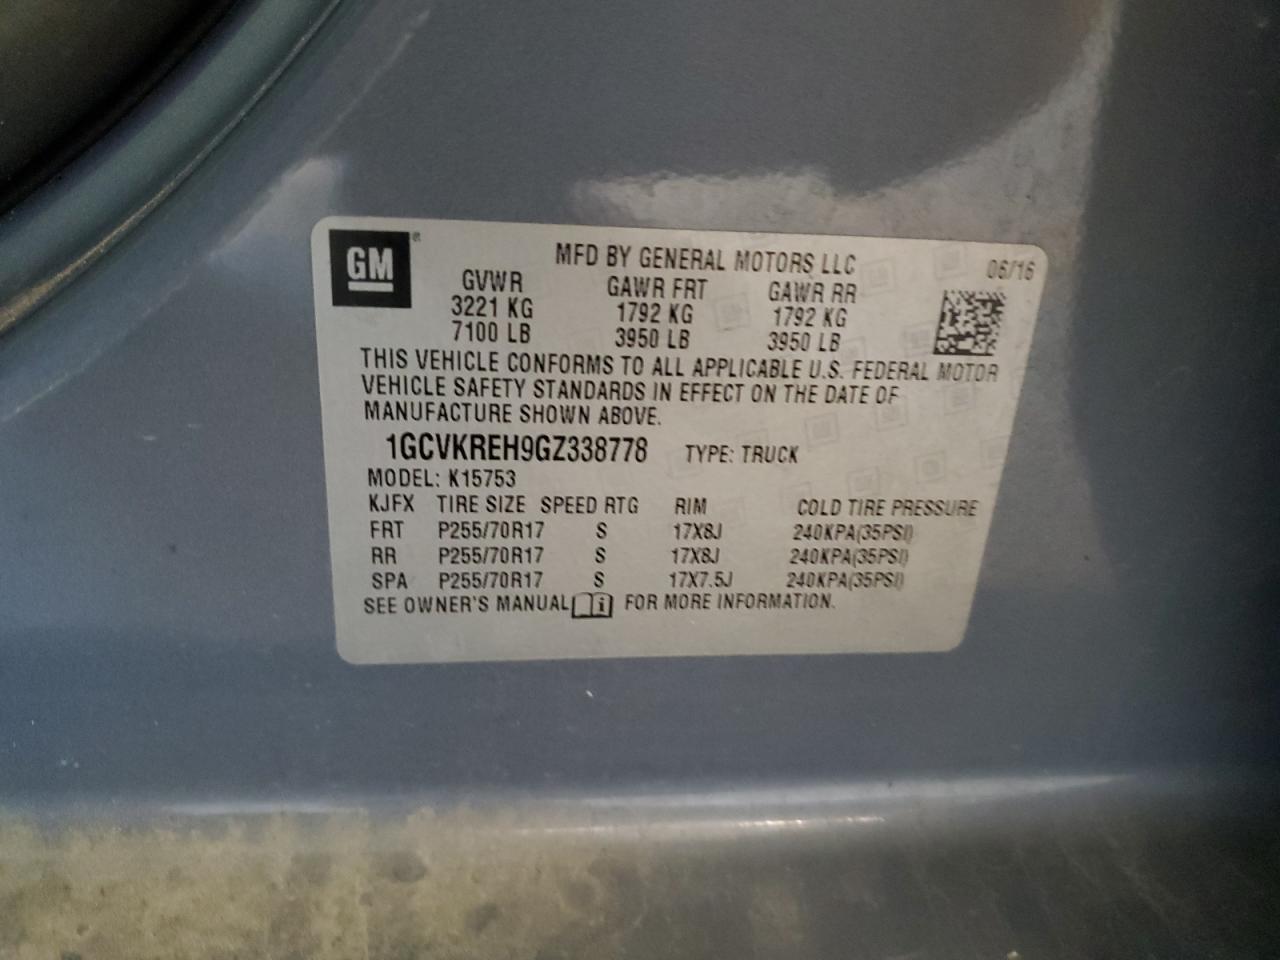 GM®
MFD BY GENERAL MOTORS LLC
06/16
GVWR GAWR FRT GAWR RR
3221 KG 1792 KG 1792 KG
7100 LB 3950 LB 3950 LB
THIS VEHICLE CONFORMS TO ALL APPLICABLE U.S. FEDERAL MOTOR
VEHICLE SAFETY STANDARDS IN EFFECT ON THE DATE OF
MANUFACTURE SHOWN ABOVE.
1GCVKREH9GZ338778 TYPE: TRUCK
MODEL: K15753
KJFX TIRE SIZE SPEED RTG RIM COLD TIRE PRESSURE
FRT P255/70R17 S 17X8J 240KPA(35PSI)
RR P255/70R17 S 17X8J 240KPA(35PSI)
SPA P255/70R17 S 17X7.5J 240KPA(35PSI)
SEE OWNER'S MANUAL i FOR MORE INFORMATION.